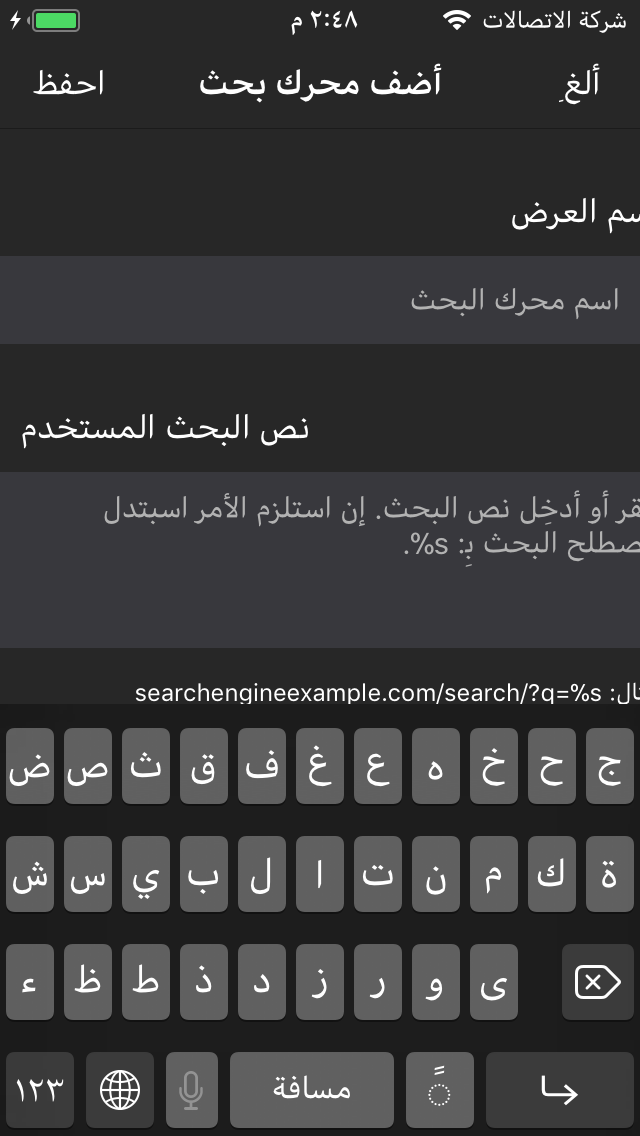 شركة الاتصالات
٢:٤٨ م
ألغِ
أضف محرك بحث
احفظ
سم العرض
اسم محرك البحث
نص البحث المستخدم
قر أو أدخِل نص البحث. إن استلزم الأمر اسبتدل
صطلح البحث بِـ: %s.
ال: searchengineexample.com/search/?q=%s
ض ص ث ق ف غ ع ه خ ح ج
ش س ي ب ل ا ت ن م ك ة
ء ظ ط ذ د ز ر و ى
١٢٣ مسافة